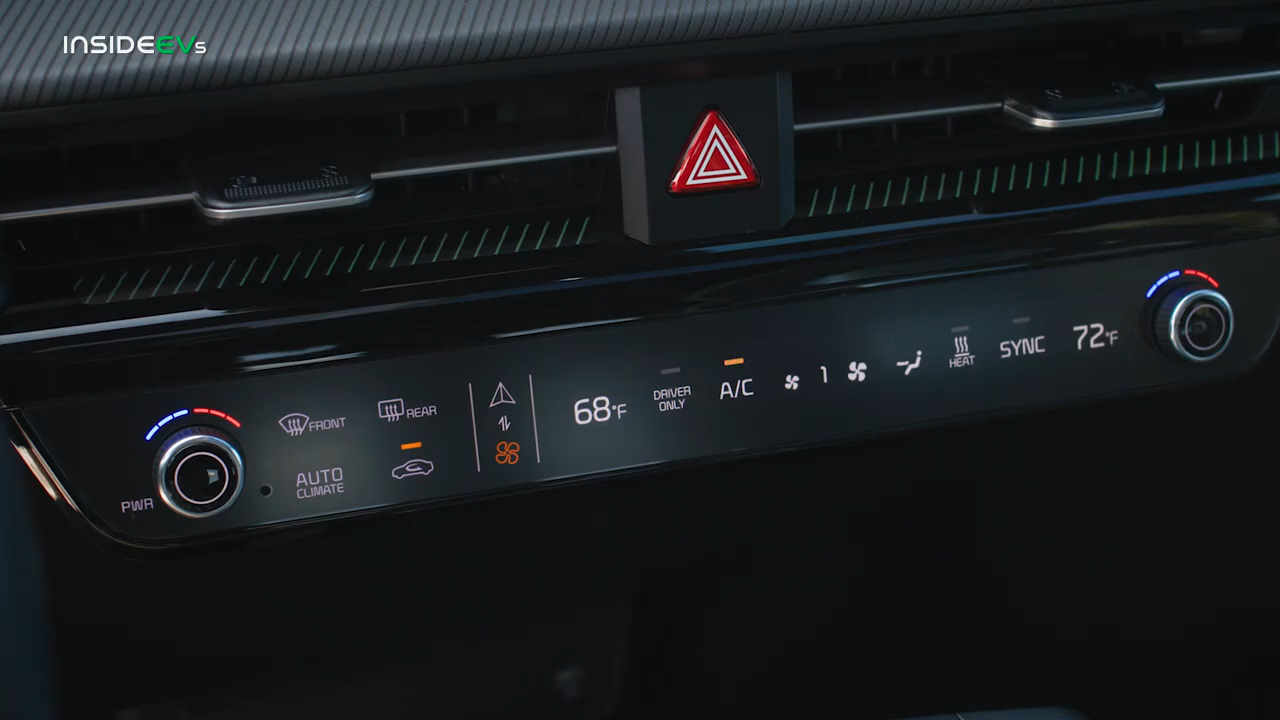 INSIDEEVs
PWR
FRONT
REAR
AUTO
CLIMATE
68°F
DRIVER
ONLY
A/C
1
HEAT
SYNC
72°F